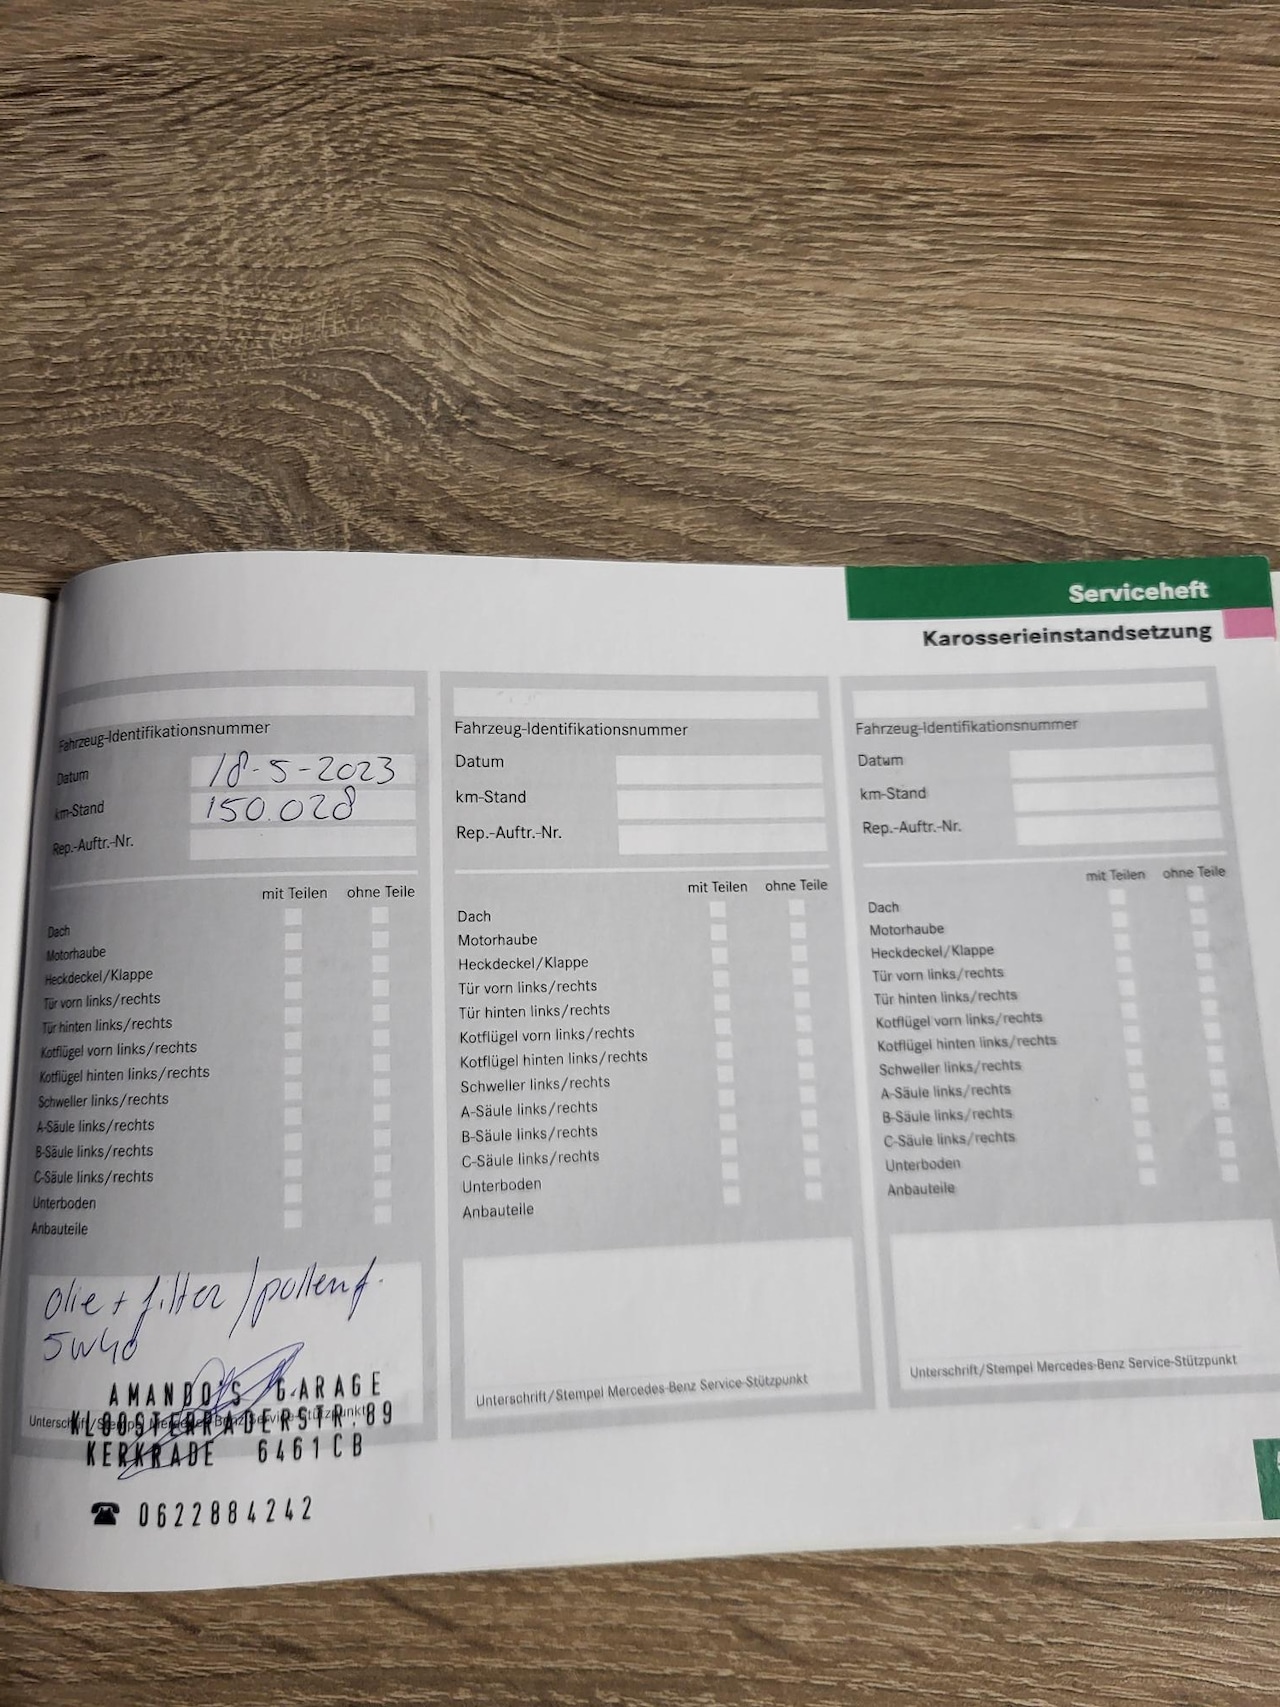 Serviceheft
Karosserieinstandsetzung
Fahrzeug-Identifikationsnummer
Datum 18-5-2023
km-Stand 150.028
Rep.-Auftr.-Nr.
mit Teilen ohne Teile
Dach
Motorhaube
Heckdeckel/Klappe
Tür vorn links/rechts
Tür hinten links/rechts
Kotflügel vorn links/rechts
Kotflügel hinten links/rechts
Schweller links/rechts
A-Säule links/rechts
B-Säule links/rechts
C-Säule links/rechts
Unterboden
Anbauteile
Olie + filter / pollenf.
5W40
AMANDO'S GARAGE
Unterschrift/Stempel Mercedes-Benz Service-Stützpunkt
KLOOSTERRADERSTR. 89
KERKRADE 6461CB
☎ 0622884242
Fahrzeug-Identifikationsnummer
Datum
km-Stand
Rep.-Auftr.-Nr.
mit Teilen ohne Teile
Dach
Motorhaube
Heckdeckel/Klappe
Tür vorn links/rechts
Tür hinten links/rechts
Kotflügel vorn links/rechts
Kotflügel hinten links/rechts
Schweller links/rechts
A-Säule links/rechts
B-Säule links/rechts
C-Säule links/rechts
Unterboden
Anbauteile
Unterschrift/Stempel Mercedes-Benz Service-Stützpunkt
Fahrzeug-Identifikationsnummer
Datum
km-Stand
Rep.-Auftr.-Nr.
mit Teilen ohne Teile
Dach
Motorhaube
Heckdeckel/Klappe
Tür vorn links/rechts
Tür hinten links/rechts
Kotflügel vorn links/rechts
Kotflügel hinten links/rechts
Schweller links/rechts
A-Säule links/rechts
B-Säule links/rechts
C-Säule links/rechts
Unterboden
Anbauteile
Unterschrift/Stempel Mercedes-Benz Service-Stützpunkt